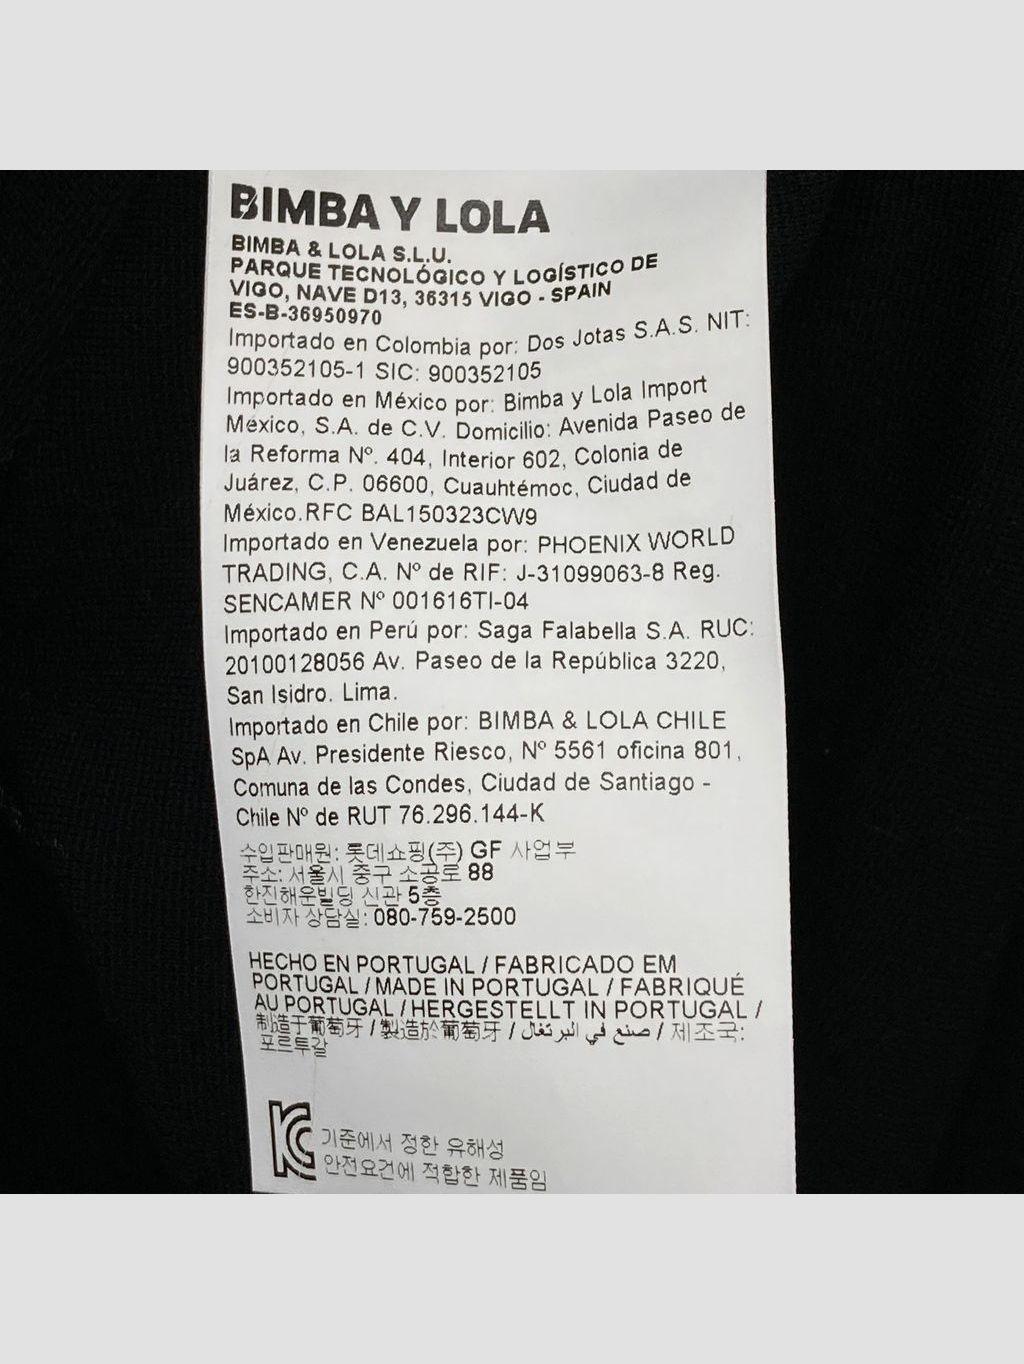 BIMBA Y LOLA
BIMBA & LOLA S.L.U.
PARQUE TECNOLÓGICO Y LOGÍSTICO DE
VIGO, NAVE D13, 36315 VIGO - SPAIN
ES-B-36950970
Importado en Colombia por: Dos Jotas S.A.S. NIT:
900352105-1 SIC: 900352105
Importado en México por: Bimba y Lola Import
México, S.A. de C.V. Domicilio: Avenida Paseo de
la Reforma Nº. 404, Interior 602, Colonia de
Juárez, C.P. 06600, Cuauhtémoc, Ciudad de
México.RFC BAL150323CW9
Importado en Venezuela por: PHOENIX WORLD
TRADING, C.A. Nº de RIF: J-31099063-8 Reg.
SENCAMER Nº 001616TI-04
Importado en Perú por: Saga Falabella S.A. RUC:
20100128056 Av. Paseo de la República 3220,
San Isidro. Lima.
Importado en Chile por: BIMBA & LOLA CHILE
SpA Av. Presidente Riesco, Nº 5561 oficina 801,
Comuna de las Condes, Ciudad de Santiago -
Chile Nº de RUT 76.296.144-K
수입판매원: 롯데쇼핑(주) GF 사업부
주소: 서울시 중구 소공로 88
한진해운빌딩 신관 5층
소비자 상담실: 080-759-2500
HECHO EN PORTUGAL / FABRICADO EM
PORTUGAL / MADE IN PORTUGAL / FABRIQUÉ
AU PORTUGAL / HERGESTELLT IN PORTUGAL /
制造于葡萄牙 / 製造於葡萄牙 / صنع في البرتغال / 제조국:
포르투갈
KC 기준에서 정한 유해성
안전요건에 적합한 제품임